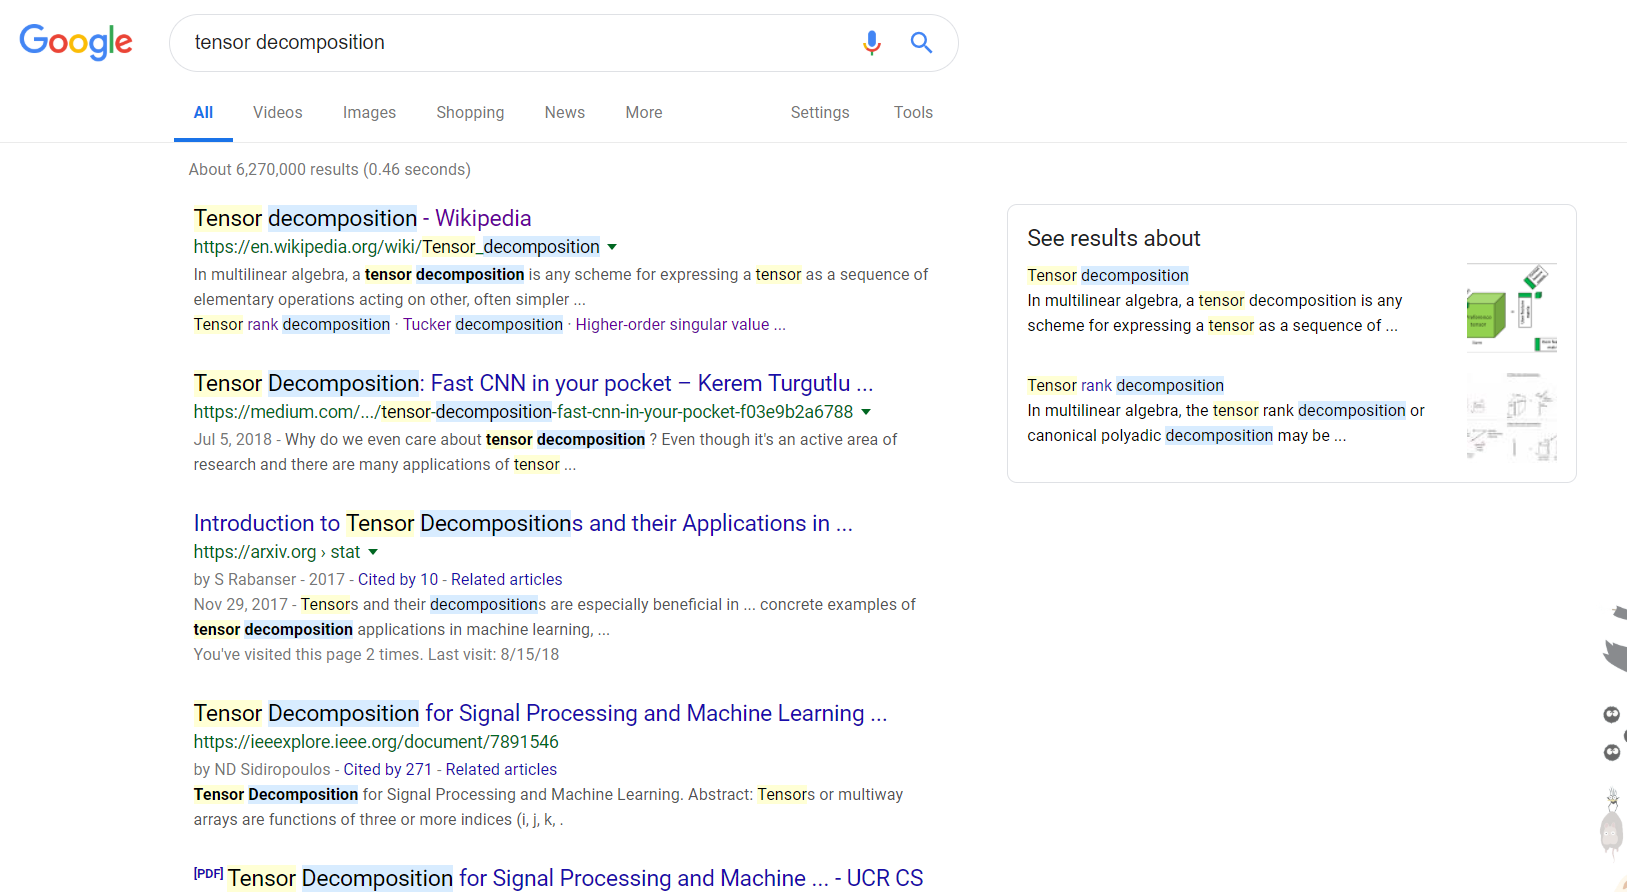 Google
tensor decomposition
All Videos Images Shopping News More Settings Tools
About 6,270,000 results (0.46 seconds)
Tensor decomposition - Wikipedia
https://en.wikipedia.org/wiki/Tensor_decomposition
In multilinear algebra, a tensor decomposition is any scheme for expressing a tensor as a sequence of
elementary operations acting on other, often simpler ...
Tensor rank decomposition · Tucker decomposition · Higher-order singular value ...
Tensor Decomposition: Fast CNN in your pocket – Kerem Turgutlu ...
https://medium.com/.../tensor-decomposition-fast-cnn-in-your-pocket-f03e9b2a6788
Jul 5, 2018 - Why do we even care about tensor decomposition ? Even though it's an active area of
research and there are many applications of tensor ...
Introduction to Tensor Decompositions and their Applications in ...
https://arxiv.org › stat
by S Rabanser - 2017 - Cited by 10 - Related articles
Nov 29, 2017 - Tensors and their decompositions are especially beneficial in ... concrete examples of
tensor decomposition applications in machine learning, ...
You've visited this page 2 times. Last visit: 8/15/18
Tensor Decomposition for Signal Processing and Machine Learning ...
https://ieeexplore.ieee.org/document/7891546
by ND Sidiropoulos - Cited by 271 - Related articles
Tensor Decomposition for Signal Processing and Machine Learning. Abstract: Tensors or multiway
arrays are functions of three or more indices (i, j, k, .
[PDF] Tensor Decomposition for Signal Processing and Machine ... - UCR CS
See results about
Tensor decomposition
In multilinear algebra, a tensor decomposition is any
scheme for expressing a tensor as a sequence of ...
Tensor rank decomposition
In multilinear algebra, the tensor rank decomposition or
canonical polyadic decomposition may be ...